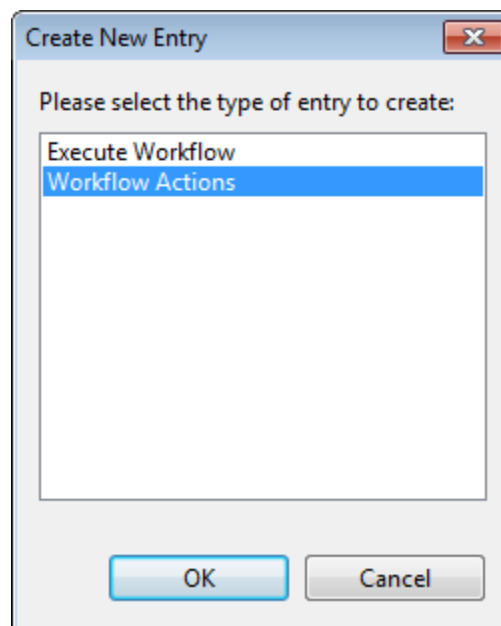 Create New Entry
Please select the type of entry to create:
Execute Workflow
Workflow Actions
OK
Cancel